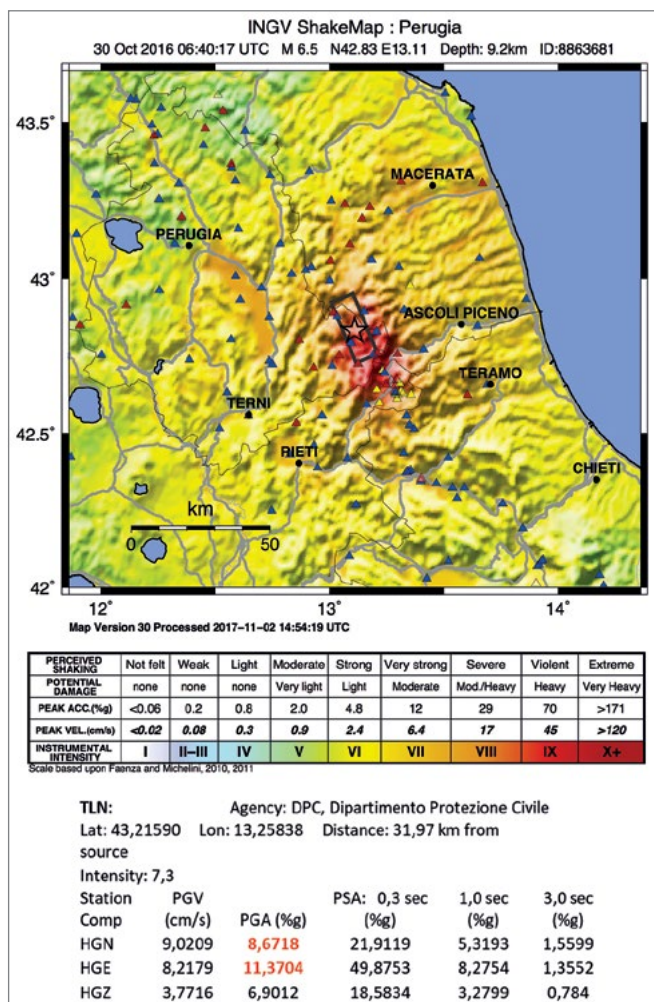 INGV ShakeMap : Perugia
30 Oct 2016 06:40:17 UTC M 6.5 N42.83 E13.11 Depth: 9.2km ID:8863681
43.5˚
MACERATA
PERUGIA
43˚
ASCOLI PICENO
TERAMO
TERNI
42.5˚
RIETI
CHIETI
km
0 50
42˚
12˚ 13˚ 14˚
Map Version 30 Processed 2017-11-02 14:54:19 UTC
PERCEIVED SHAKING Not felt Weak Light Moderate Strong Very strong Severe Violent Extreme
POTENTIAL DAMAGE none none none Very light Light Moderate Mod./Heavy Heavy Very Heavy
PEAK ACC.(%g) <0.06 0.2 0.8 2.0 4.8 12 29 70 >171
PEAK VEL.(cm/s) <0.02 0.08 0.3 0.9 2.4 6.4 17 45 >120
INSTRUMENTAL INTENSITY I II–III IV V VI VII VIII IX X+
Scale based upon Faenza and Michelini, 2010, 2011
TLN: Agency: DPC, Dipartimento Protezione Civile
Lat: 43,21590 Lon: 13,25838 Distance: 31,97 km from
source
Intensity: 7,3
Station PGV PSA: 0,3 sec 1,0 sec 3,0 sec
Comp (cm/s) PGA (%g) (%g) (%g) (%g)
HGN 9,0209 8,6718 21,9119 5,3193 1,5599
HGE 8,2179 11,3704 49,8753 8,2754 1,3552
HGZ 3,7716 6,9012 18,5834 3,2799 0,784